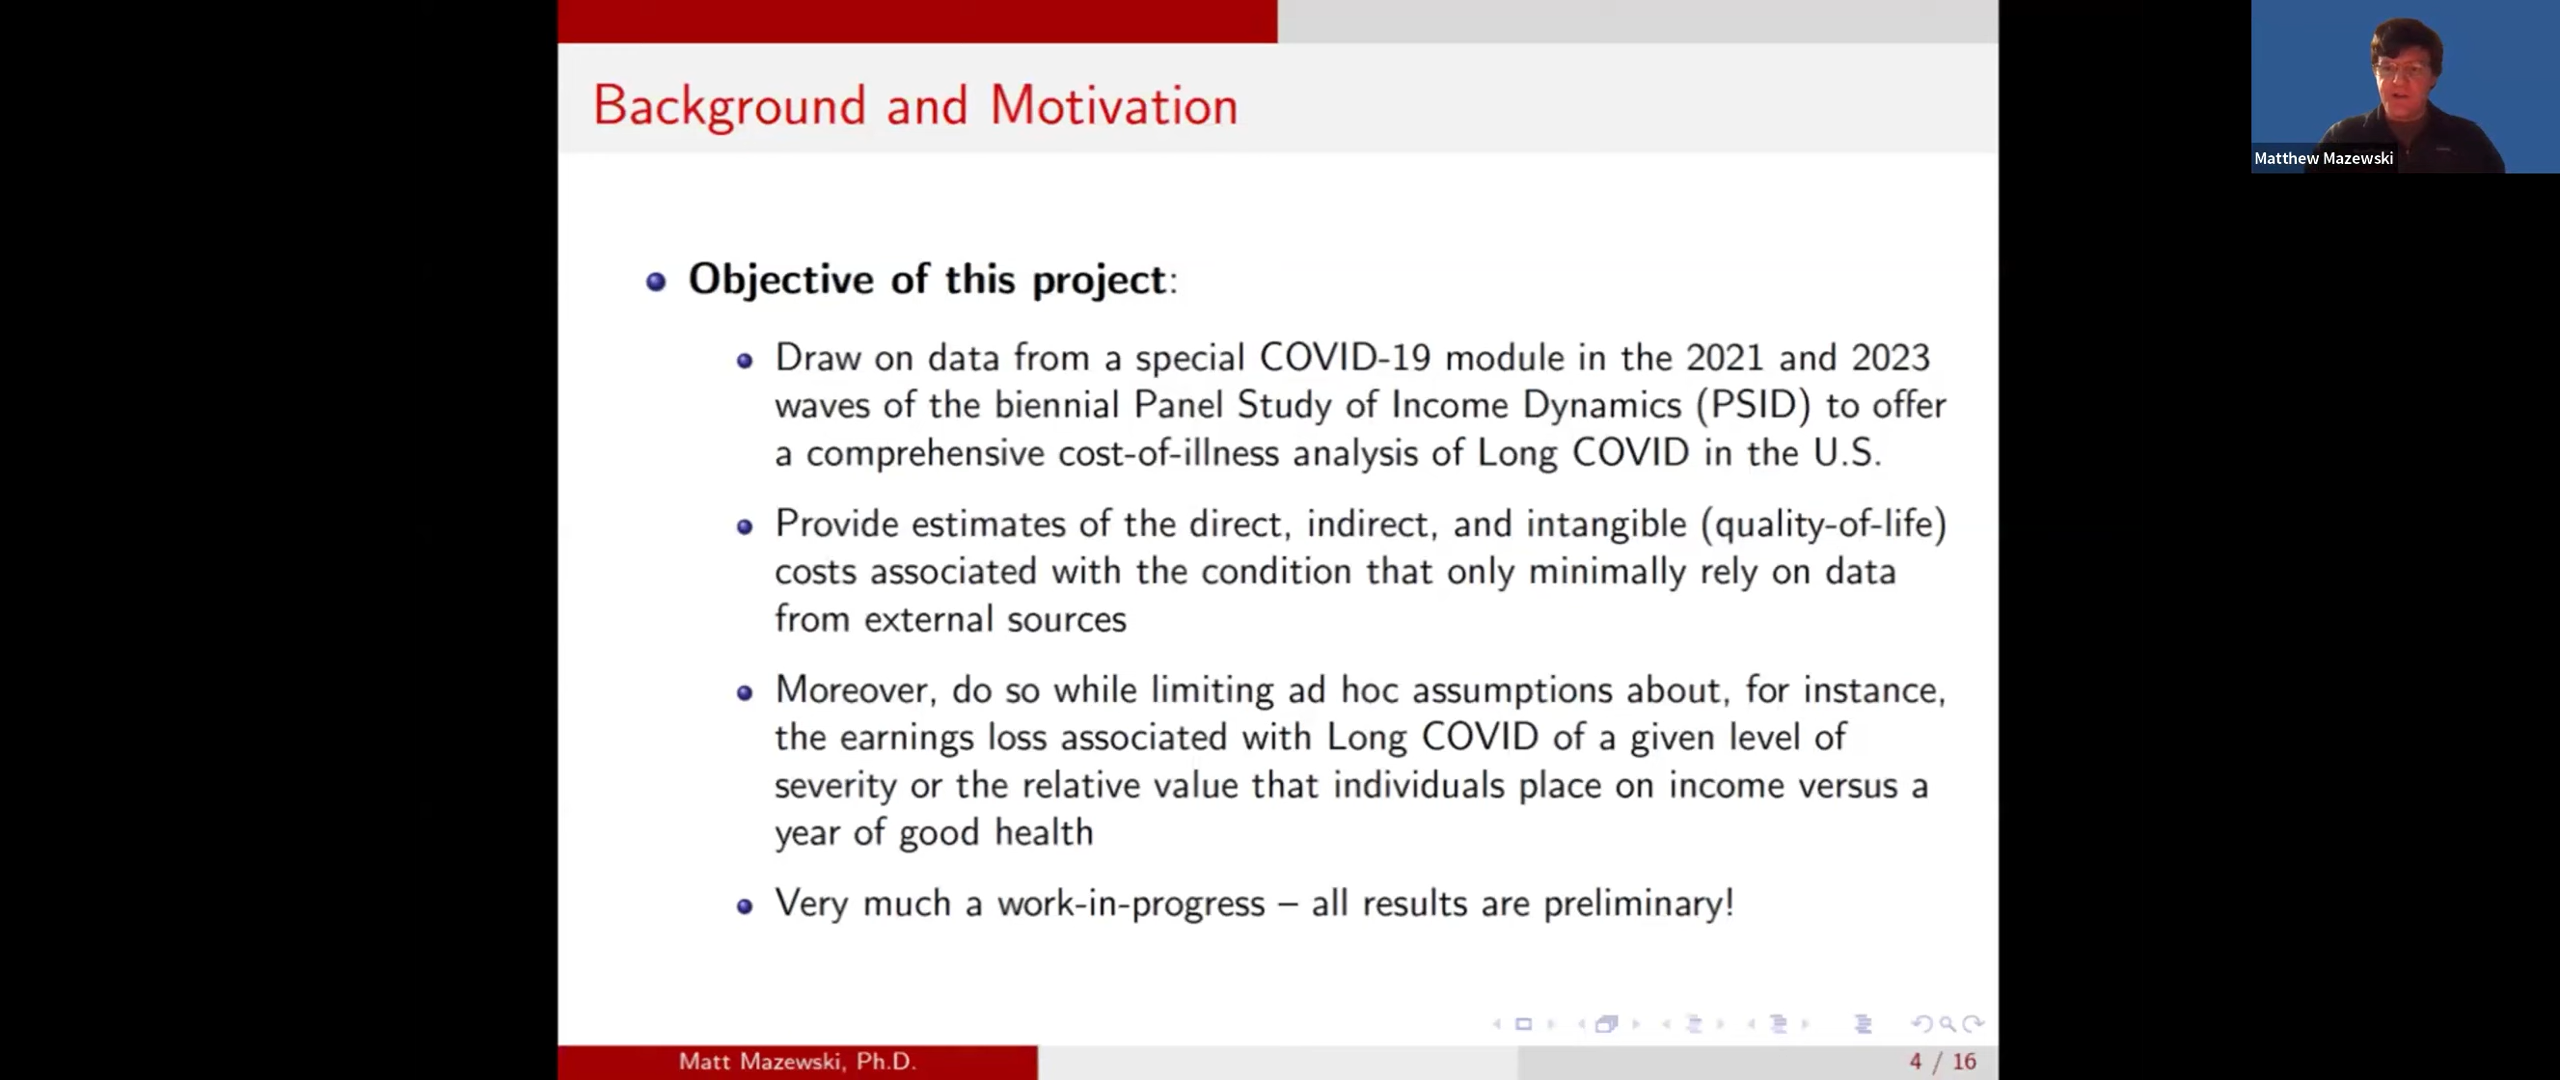 Background and Motivation
Objective of this project:
Draw on data from a special COVID-19 module in the 2021 and 2023
waves of the biennial Panel Study of Income Dynamics (PSID) to offer
a comprehensive cost-of-illness analysis of Long COVID in the U.S.
Provide estimates of the direct, indirect, and intangible (quality-of-life)
costs associated with the condition that only minimally rely on data
from external sources
Moreover, do so while limiting ad hoc assumptions about, for instance,
the earnings loss associated with Long COVID of a given level of
severity or the relative value that individuals place on income versus a
year of good health
Very much a work-in-progress – all results are preliminary!
Matt Mazewski, Ph.D.
4 / 16
Matthew Mazewski